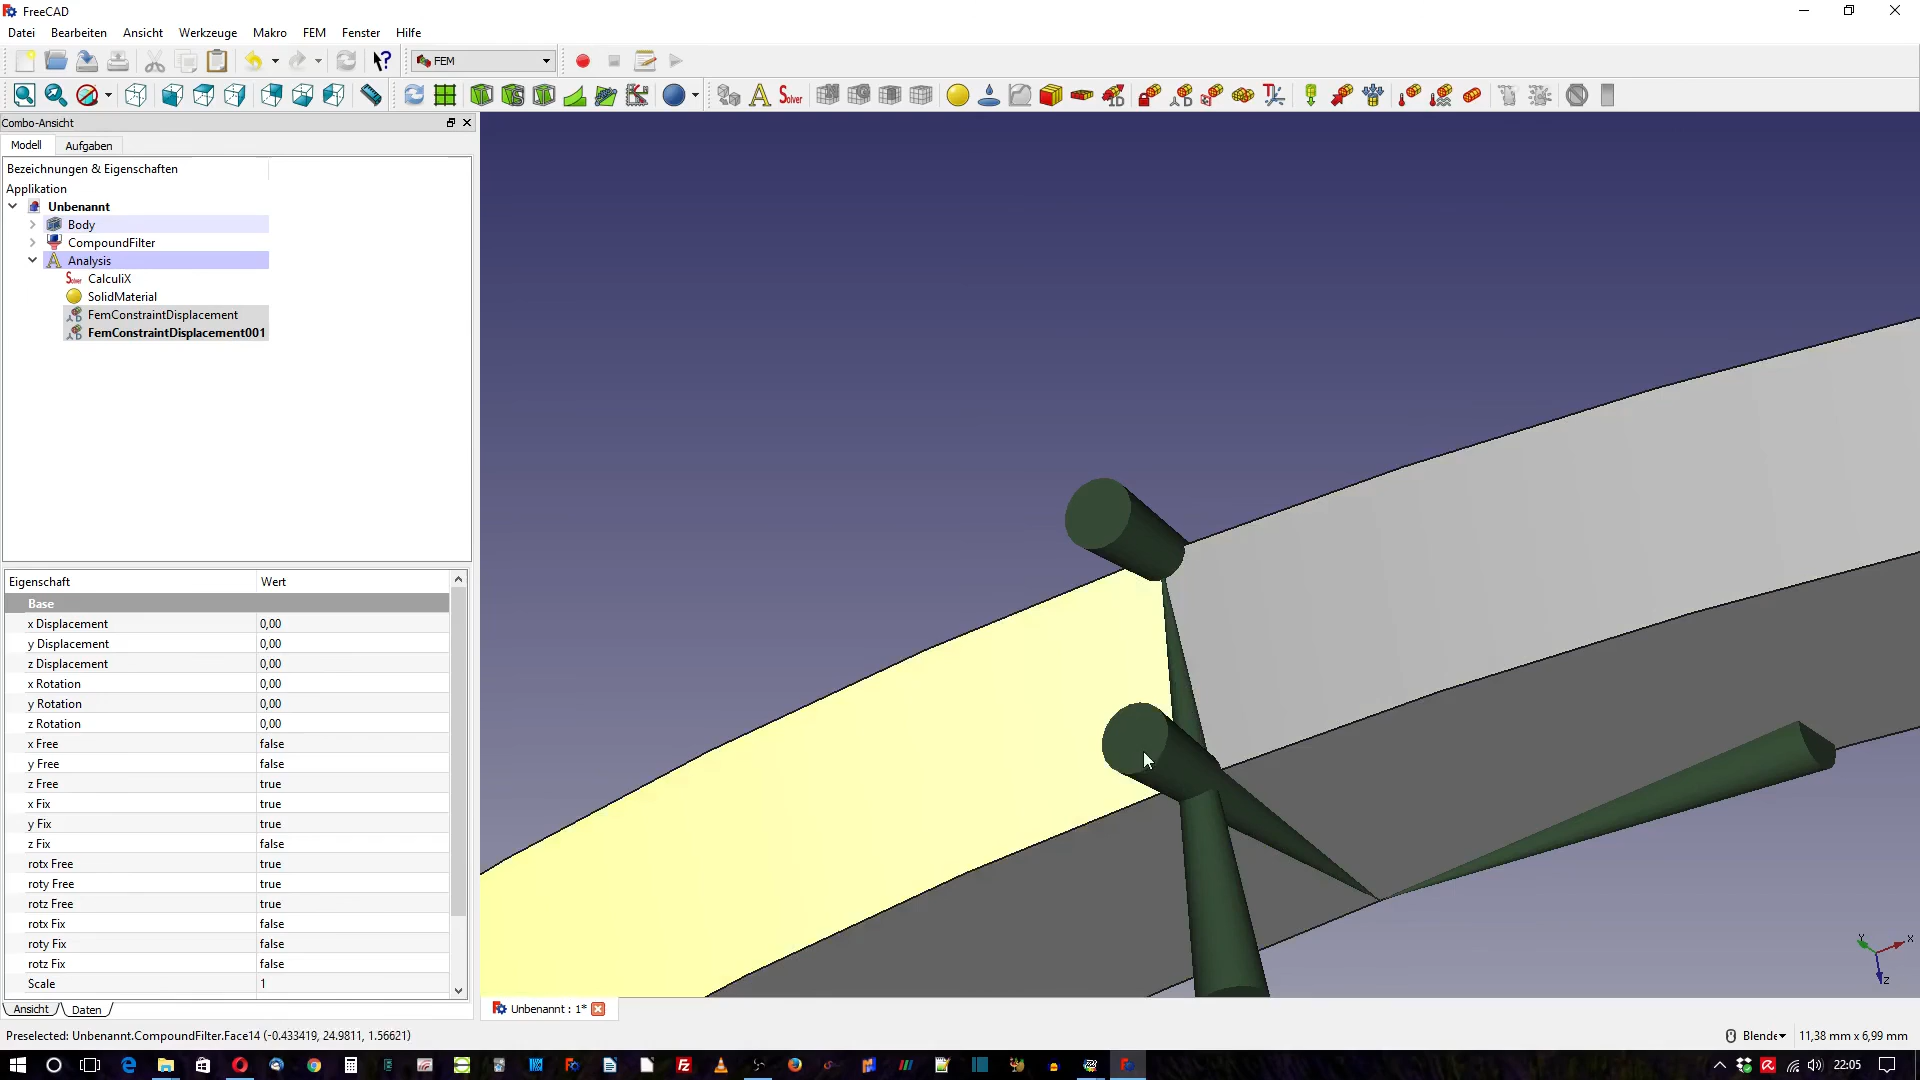 FreeCAD
Datei Bearbeiten Ansicht Werkzeuge Makro FEM Fenster Hilfe
FEM
Solver
1D
Combo-Ansicht
Modell Aufgaben
Bezeichnungen & Eigenschaften
Applikation
Unbenannt
Body
CompoundFilter
Analysis
CalculiX
SolidMaterial
FemConstraintDisplacement
FemConstraintDisplacement001
Eigenschaft Wert
Base
x Displacement 0,00
y Displacement 0,00
z Displacement 0,00
x Rotation 0,00
y Rotation 0,00
z Rotation 0,00
x Free false
y Free false
z Free true
x Fix true
y Fix true
z Fix false
rotx Free true
roty Free true
rotz Free true
rotx Fix false
roty Fix false
rotz Fix false
Scale 1
Ansicht Daten
Unbenannt : 1*
Y X
Z
Preselected: Unbenannt.CompoundFilter.Face14 (-0.433419, 24.9811, 1.56621)
Blender 11,38 mm x 6,99 mm
22:05